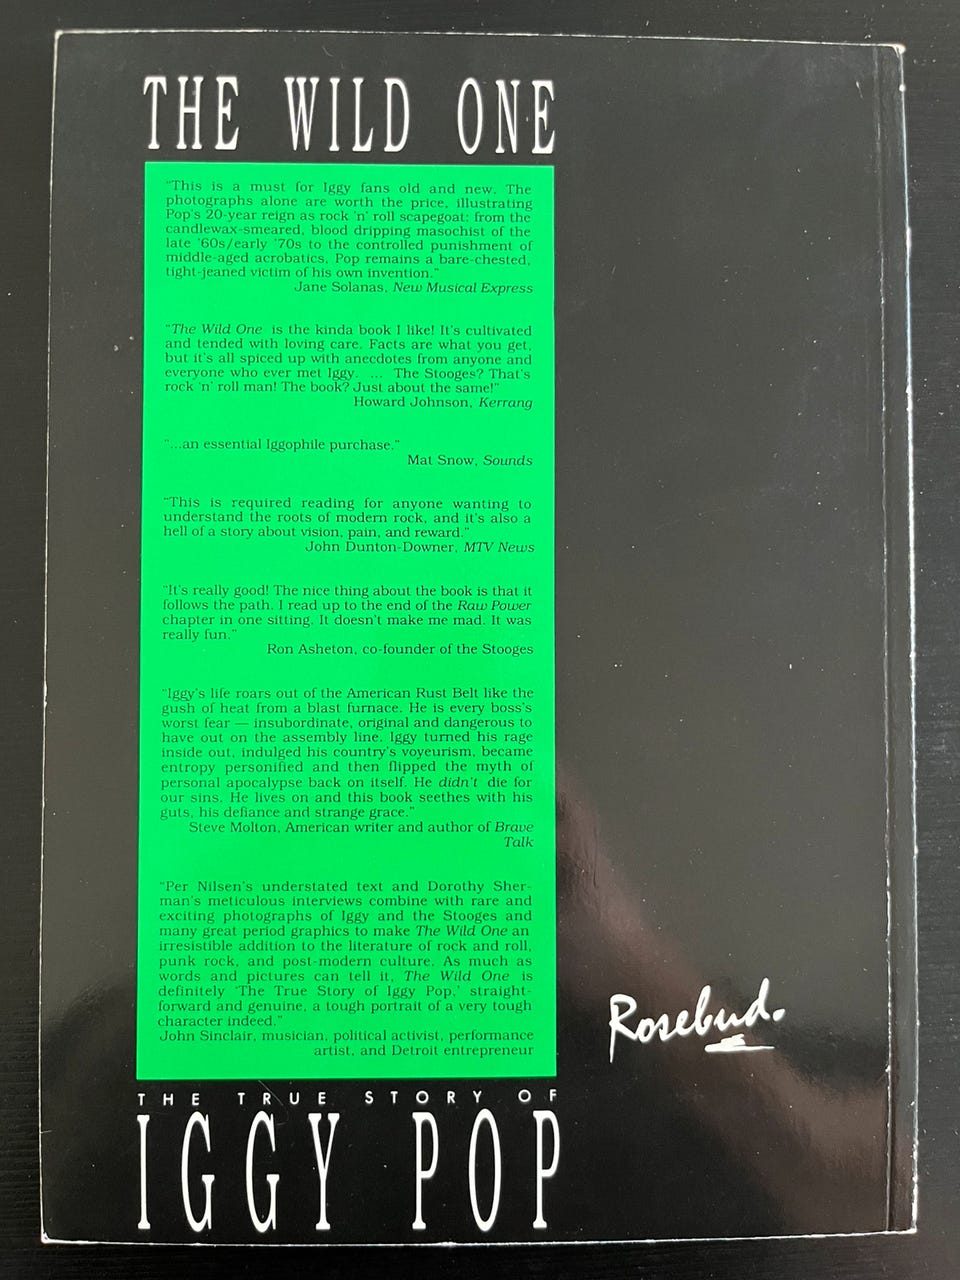 THE WILD ONE
"This is a must for Iggy fans old and new. The
photographs alone are worth the price, illustrating
Pop's 20-year reign as rock 'n' roll scapegoat: from the
candlewax-smeared, blood dripping masochist of the
late '60s/early '70s to the controlled punishment of
middle-aged acrobatics, Pop remains a bare-chested,
tight-jeaned victim of his own invention."
Jane Solanas, New Musical Express
"The Wild One is the kinda book I like! It's cultivated
and tended with loving care. Facts are what you get,
but it's all spiced up with anecdotes from anyone and
everyone who ever met Iggy. ... The Stooges? That's
rock 'n' roll man! The book? Just about the same!"
Howard Johnson, Kerrang
"...an essential Iggophile purchase."
Mat Snow, Sounds
"This is required reading for anyone wanting to
understand the roots of modern rock, and it's also a
hell of a story about vision, pain, and reward."
John Dunton-Downer, MTV News
"It's really good! The nice thing about the book is that it
follows the path. I read up to the end of the Raw Power
chapter in one sitting. It doesn't make me mad. It was
really fun."
Ron Asheton, co-founder of the Stooges
"Iggy's life roars out of the American Rust Belt like the
gush of heat from a blast furnace. He is every boss's
worst fear — insubordinate, original and dangerous to
have out on the assembly line. Iggy turned his rage
inside out, indulged his country's voyeurism, became
entropy personified and then flipped the myth of
personal apocalypse back on itself. He didn't die for
our sins. He lives on and this book seethes with his
guts, his defiance and strange grace."
Steve Molton, American writer and author of Brave
Talk
"Per Nilsen's understated text and Dorothy Sher-
man's meticulous interviews combine with rare and
exciting photographs of Iggy and the Stooges and
many great period graphics to make The Wild One an
irresistible addition to the literature of rock and roll,
punk rock, and post-modern culture. As much as
words and pictures can tell it, The Wild One is
definitely 'The True Story of Iggy Pop,' straight-
forward and genuine, a tough portrait of a very tough
character indeed."
John Sinclair, musician, political activist, performance
artist, and Detroit entrepreneur
Rosebud.
THE TRUE STORY OF
IGGY POP